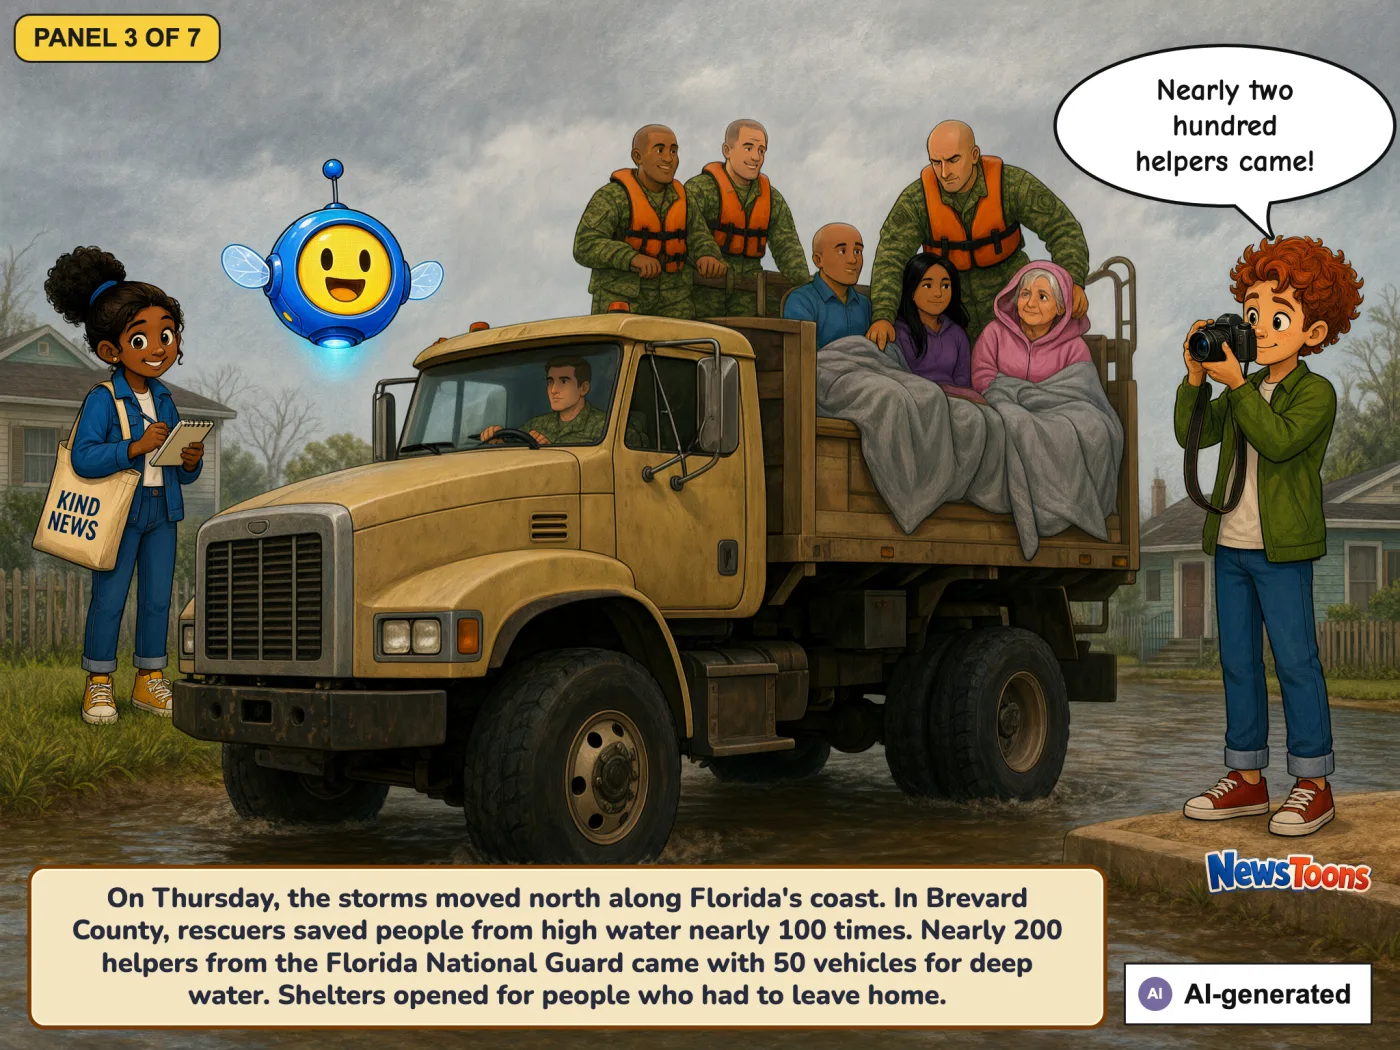 PANEL 3 OF 7
Nearly two
hundred
helpers came!
KIND
NEWS
On Thursday, the storms moved north along Florida's coast. In Brevard
County, rescuers saved people from high water nearly 100 times. Nearly 200
helpers from the Florida National Guard came with 50 vehicles for deep
water. Shelters opened for people who had to leave home.
NewsToons
AI AI-generated